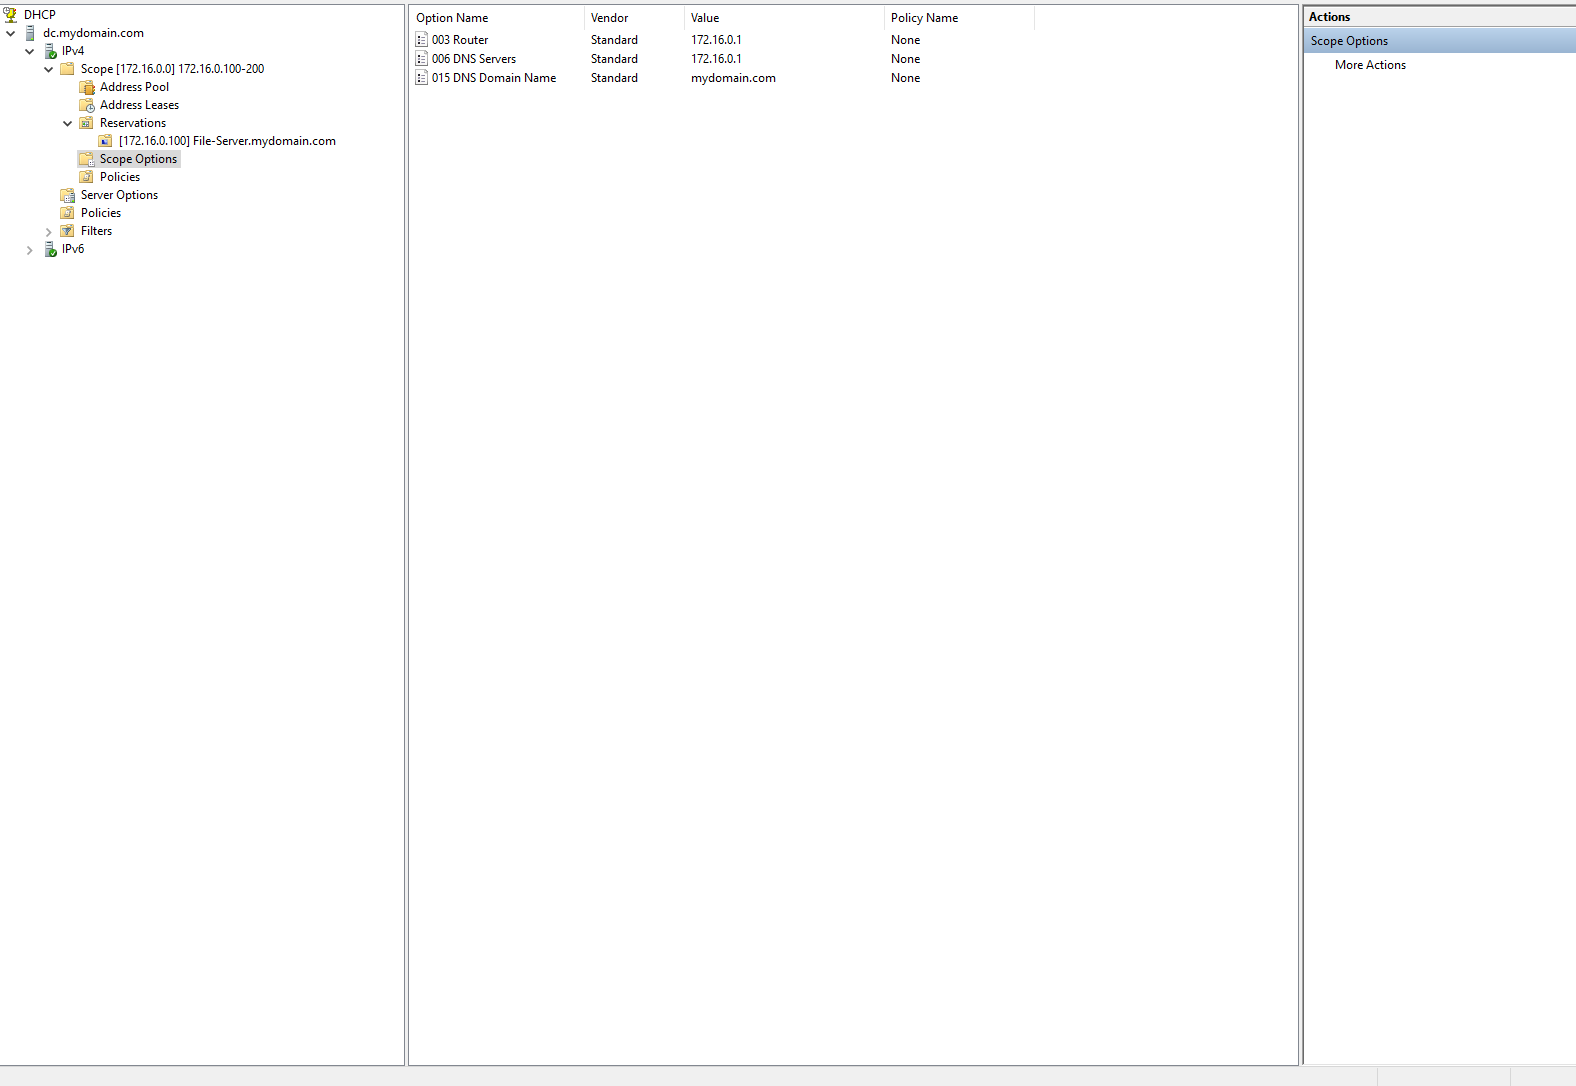 DHCP
dc.mydomain.com
IPv4
Scope [172.16.0.0] 172.16.0.100-200
Address Pool
Address Leases
Reservations
[172.16.0.100] File-Server.mydomain.com
Scope Options
Policies
Server Options
Policies
Filters
IPv6
Option Name Vendor Value Policy Name
003 Router Standard 172.16.0.1 None
006 DNS Servers Standard 172.16.0.1 None
015 DNS Domain Name Standard mydomain.com None
Actions
Scope Options
More Actions